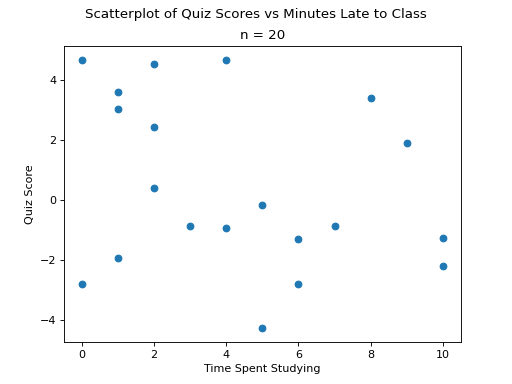 Scatterplot of Quiz Scores vs Minutes Late to Class
n = 20
4
2
0
−2
−4
Quiz Score
0 2 4 6 8 10
Time Spent Studying